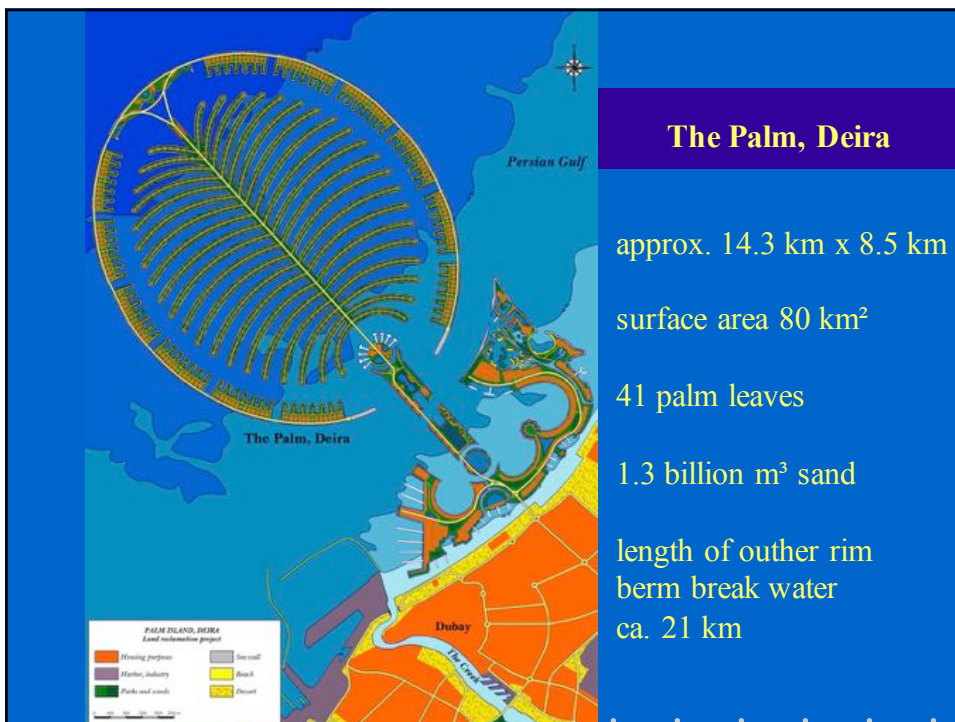 The Palm, Deira
approx. 14.3 km x 8.5 km
surface area 80 km²
41 palm leaves
1.3 billion m³ sand
length of outher rim
berm break water
ca. 21 km
Persian Gulf
The Palm, Deira
Dubay
The Creek
PALM ISLAND, DEIRA
Land reclamation project
Housing purposes
Sea wall
Harbor, industry
Beach
Parks and woods
Desert